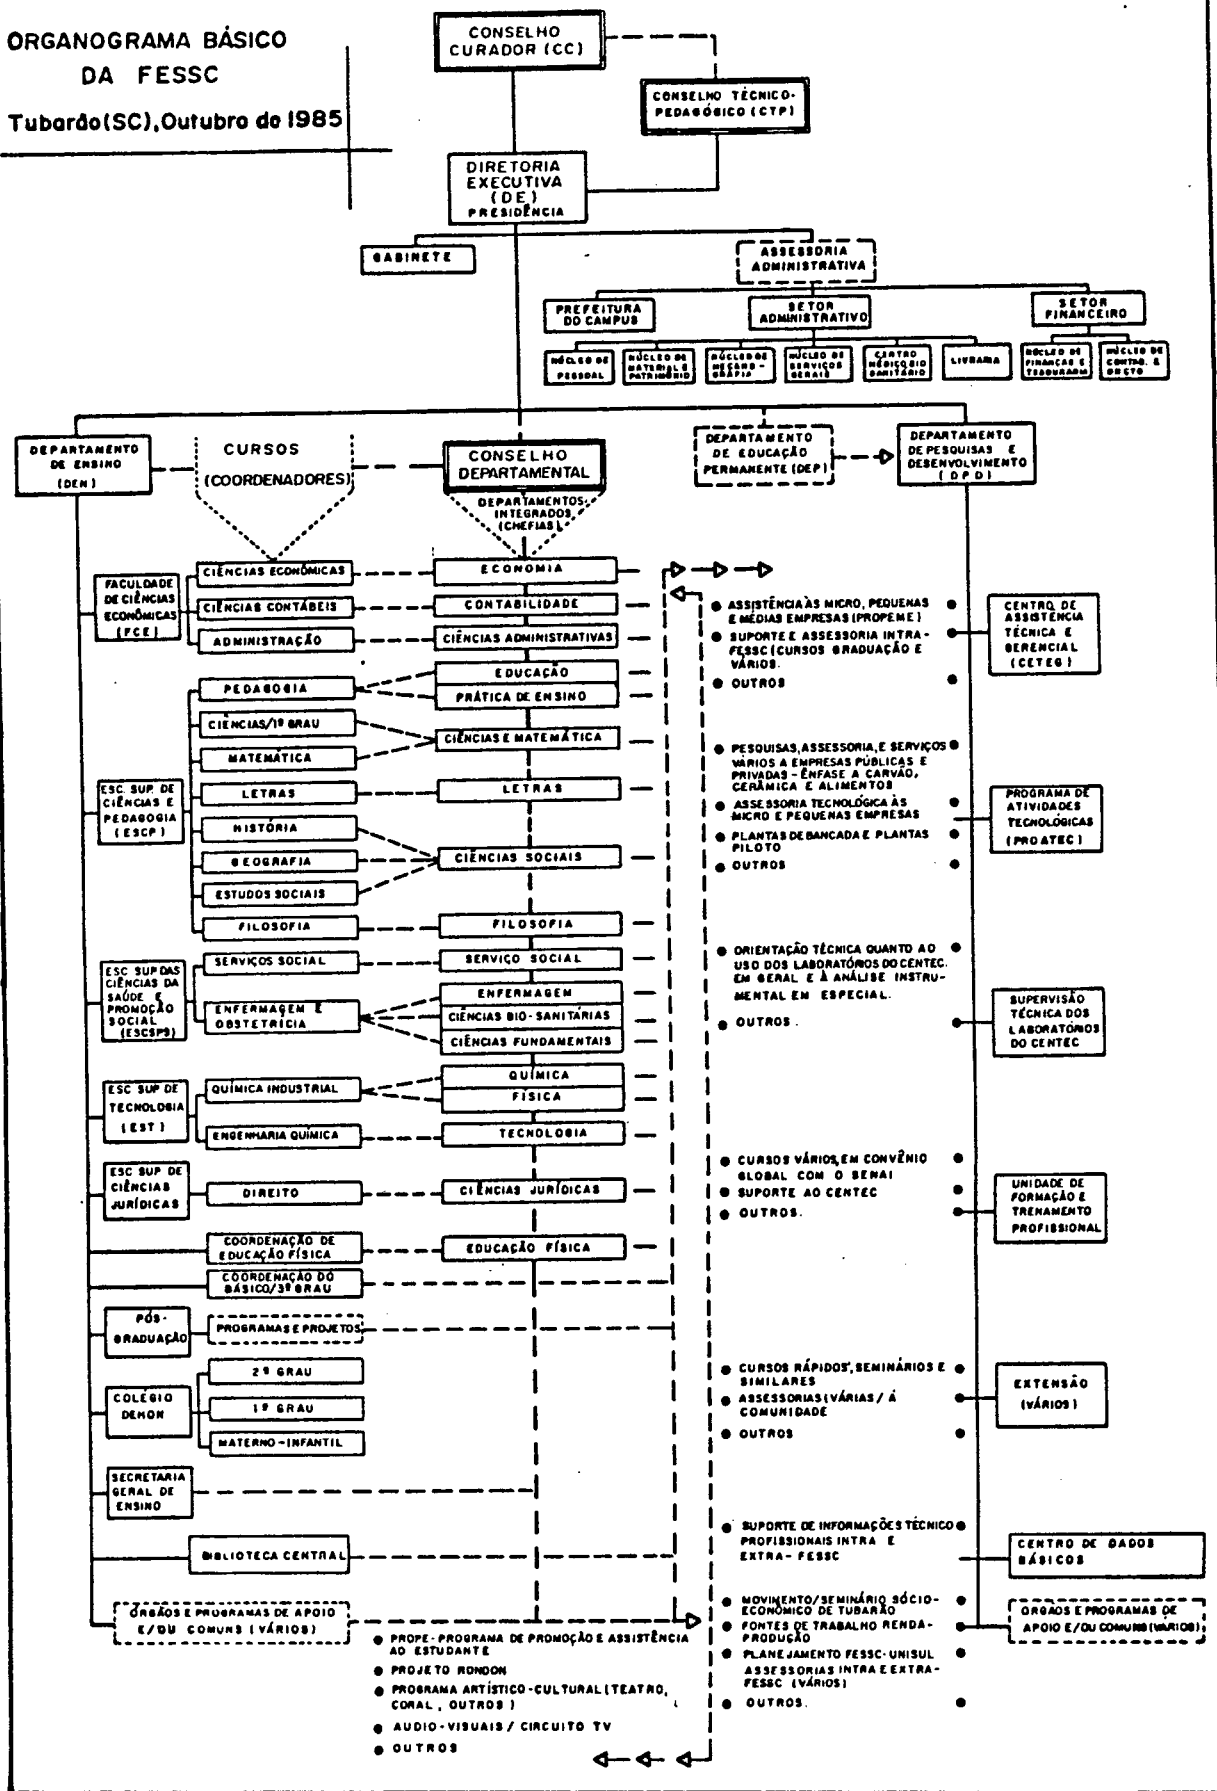 ORGANOGRAMA BÁSICO
DA FESSC
Tubarão(SC), Outubro de 1985
CONSELHO
CURADOR (CC)
CONSELHO TÉCNICO-
PEDAGÓGICO (CTP)
DIRETORIA
EXECUTIVA
(DE)
PRESIDÊNCIA
GABINETE
ASSESSORIA
ADMINISTRATIVA
PREFEITURA
DO CAMPUS
SETOR
ADMINISTRATIVO
SETOR
FINANCEIRO
NÚCLEO DE
PESSOAL
NÚCLEO DE
MATERIAL E
PATRIMÔNIO
NÚCLEO DE
MECANO-
GRAFIA
NÚCLEO DE
SERVIÇOS
GERAIS
CENTRO
MÉDICO BIO
SANITÁRIO
LIVRARIA
NÚCLEO DE
FINANÇAS E
NÚCLEO DE
DEPARTAMENTO
DE ENSINO
(DEN)
CURSOS
(COORDENADORES)
CONSELHO
DEPARTAMENTAL
DEPARTAMENTOS
INTEGRADOS
(CHEFIAS)
DEPARTAMENTO
DE EDUCAÇÃO
PERMANENTE (DEP)
DEPARTAMENTO
DE PESQUISAS E
DESENVOLVIMENTO
(DPD)
FACULDADE
DE CIÊNCIAS
ECONÔMICAS
(FCE)
CIÊNCIAS ECONÔMICAS
CIÊNCIAS CONTÁBEIS
ADMINISTRAÇÃO
ECONOMIA
CONTABILIDADE
CIÊNCIAS ADMINISTRATIVAS
ESC. SUP. DE
CIÊNCIAS E
PEDAGOGIA
(ESCP)
PEDAGOGIA
CIÊNCIAS/1º GRAU
MATEMÁTICA
LETRAS
HISTÓRIA
GEOGRAFIA
ESTUDOS SOCIAIS
FILOSOFIA
EDUCAÇÃO
PRÁTICA DE ENSINO
CIÊNCIAS E MATEMÁTICA
LETRAS
CIÊNCIAS SOCIAIS
FILOSOFIA
ESC SUP DAS
CIÊNCIAS DA
SAÚDE E
PROMOÇÃO
SOCIAL (ESCSPS)
SERVIÇOS SOCIAL
ENFERMAGEM E
OBSTETRÍCIA
SERVIÇO SOCIAL
ENFERMAGEM
CIÊNCIAS BIO-SANITÁRIAS
CIÊNCIAS FUNDAMENTAIS
ESC SUP DE
TECNOLOGIA
(EST)
QUÍMICA INDUSTRIAL
ENGENHARIA QUÍMICA
QUÍMICA
FÍSICA
TECNOLOGIA
ESC SUP DE
CIÊNCIAS
JURÍDICAS
DIREITO
CIÊNCIAS JURÍDICAS
COORDENAÇÃO DE
EDUCAÇÃO FÍSICA
EDUCAÇÃO FÍSICA
COORDENAÇÃO DO
BÁSICO/3º GRAU
PÓS-
GRADUAÇÃO
PROGRAMAS E PROJETOS
COLÉGIO
DEHON
2º GRAU
1º GRAU
MATERNO-INFANTIL
SECRETARIA
GERAL DE
ENSINO
BIBLIOTECA CENTRAL
ÓRGÃOS E PROGRAMAS DE APOIO
E/OU COMUNS (VÁRIOS)
● PROPE-PROGRAMA DE PROMOÇÃO E ASSISTÊNCIA
AO ESTUDANTE
● PROJETO RONDON
● PROGRAMA ARTÍSTICO-CULTURAL (TEATRO,
CORAL, OUTROS)
● AUDIO-VISUAIS / CIRCUITO TV
● OUTROS
● ASSISTÊNCIA ÀS MICRO, PEQUENAS
E MÉDIAS EMPRESAS (PROPEME)
● SUPORTE E ASSESSORIA INTRA-
FESSC (CURSOS GRADUAÇÃO E
VÁRIOS.
● OUTROS
CENTRO DE
ASSISTÊNCIA
TÉCNICA E
GERENCIAL
(CETEG)
● PESQUISAS, ASSESSORIA, E SERVIÇOS
VÁRIOS A EMPRESAS PÚBLICAS E
PRIVADAS - ÊNFASE A CARVÃO,
CERÂMICA E ALIMENTOS
● ASSESSORIA TECNOLÓGICA ÀS
MICRO E PEQUENAS EMPRESAS
● PLANTAS DE BANCADA E PLANTAS
PILOTO
● OUTROS
PROGRAMA DE
ATIVIDADES
TECNOLÓGICAS
(PROATEC)
● ORIENTAÇÃO TÉCNICA QUANTO AO
USO DOS LABORATÓRIOS DO CENTEC.
EM GERAL E À ANÁLISE INSTRU-
MENTAL EM ESPECIAL.
● OUTROS.
SUPERVISÃO
TÉCNICA DOS
LABORATÓRIOS
DO CENTEC
● CURSOS VÁRIOS, EM CONVÊNIO
GLOBAL COM O SENAI
● SUPORTE AO CENTEC
● OUTROS.
UNIDADE DE
FORMAÇÃO E
TRENAMENTO
PROFISSIONAL
● CURSOS RÁPIDOS, SEMINÁRIOS E
SIMILARES
● ASSESSORIAS (VÁRIAS / À
COMUNIDADE
● OUTROS
EXTENSÃO
(VÁRIOS)
● SUPORTE DE INFORMAÇÕES TÉCNICO
PROFISSIONAIS INTRA E
EXTRA-FESSC
CENTRO DE DADOS
BÁSICOS
● MOVIMENTO/SEMINÁRIO SÓCIO-
ECONÔMICO DE TUBARÃO
● FONTES DE TRABALHO RENDA-
PRODUÇÃO
● PLANEJAMENTO FESSC-UNISUL
ASSESSORIAS INTRA E EXTRA-
FESSC (VÁRIOS)
● OUTROS.
ÓRGÃOS E PROGRAMAS DE
APOIO E/OU COMUNS (VÁRIOS)